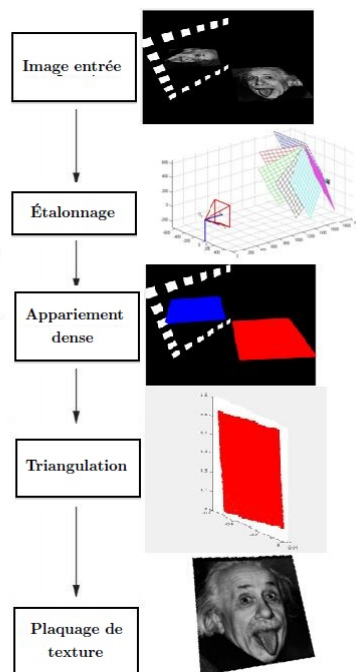 Image entrée
Étalonnage
Appariement
dense
Triangulation
Plaquage de
texture